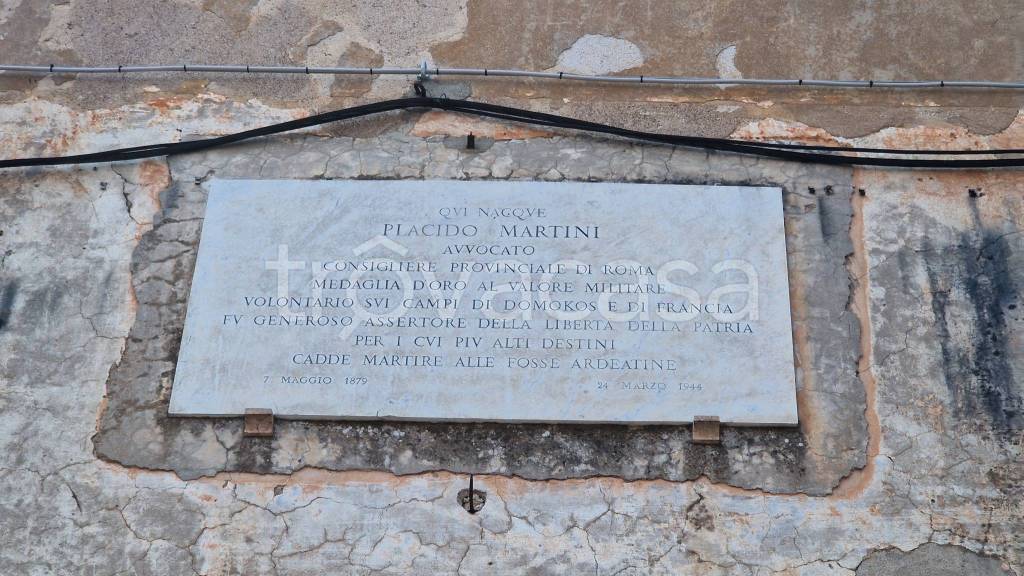 QVI NACQVE
PLACIDO MARTINI
AVVOCATO
CONSIGLIERE PROVINCIALE DI ROMA
MEDAGLIA D'ORO AL VALORE MILITARE
VOLONTARIO SVI CAMPI DI DOMOKOS E DI FRANCIA
FV GENEROSO ASSERTORE DELLA LIBERTA DELLA PATRIA
PER I CVI PIV ALTI DESTINI
CADDE MARTIRE ALLE FOSSE ARDEATINE
7 MAGGIO 1879 24 MARZO 1944
trovacasa